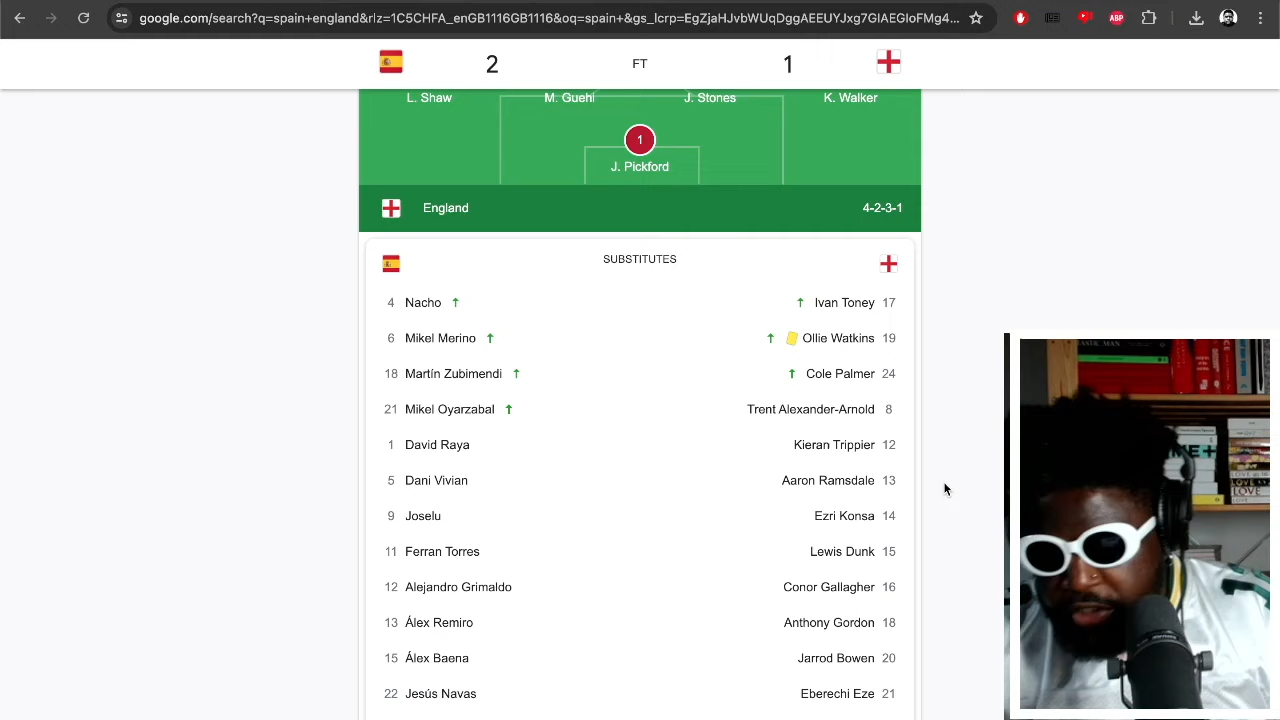 google.com/search?q=spain+england&rlz=1C5CHFA_enGB1116GB1116&oq=spain+&gs_lcrp=EgZjaHJvbWUqDggAEEUYJxg7GIAEGIoFMg4...
ABP
2 FT 1
L. Shaw M. Guehi J. Stones K. Walker
1
J. Pickford
England 4-2-3-1
SUBSTITUTES
4 Nacho ↑ ↑ Ivan Toney 17
6 Mikel Merino ↑ ↑ Ollie Watkins 19
18 Martín Zubimendi ↑ ↑ Cole Palmer 24
21 Mikel Oyarzabal ↑ Trent Alexander-Arnold 8
1 David Raya Kieran Trippier 12
5 Dani Vivian Aaron Ramsdale 13
9 Joselu Ezri Konsa 14
11 Ferran Torres Lewis Dunk 15
12 Alejandro Grimaldo Conor Gallagher 16
13 Álex Remiro Anthony Gordon 18
15 Álex Baena Jarrod Bowen 20
22 Jesús Navas Eberechi Eze 21